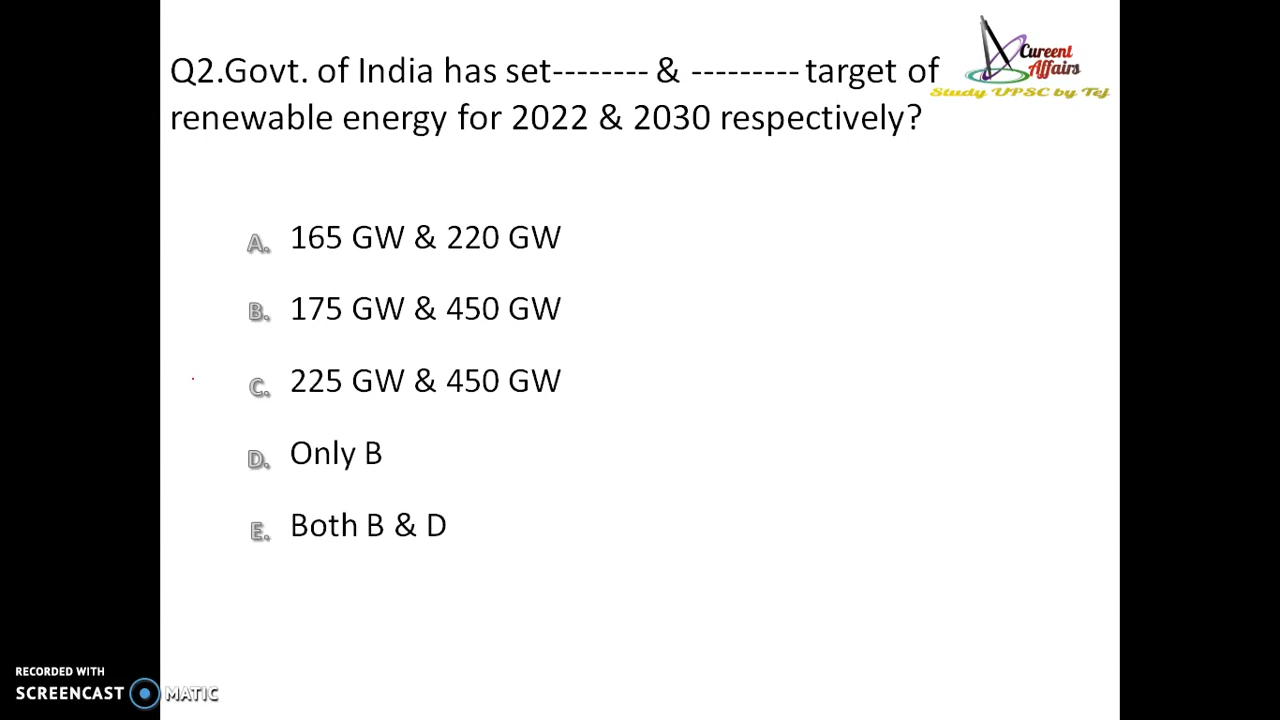 Q2.Govt. of India has set-------- & --------- target of
renewable energy for 2022 & 2030 respectively?
Cureent
Affairs
Study UPSC by Tej
A. 165 GW & 220 GW
B. 175 GW & 450 GW
C. 225 GW & 450 GW
D. Only B
E. Both B & D
RECORDED WITH
SCREENCAST MATIC